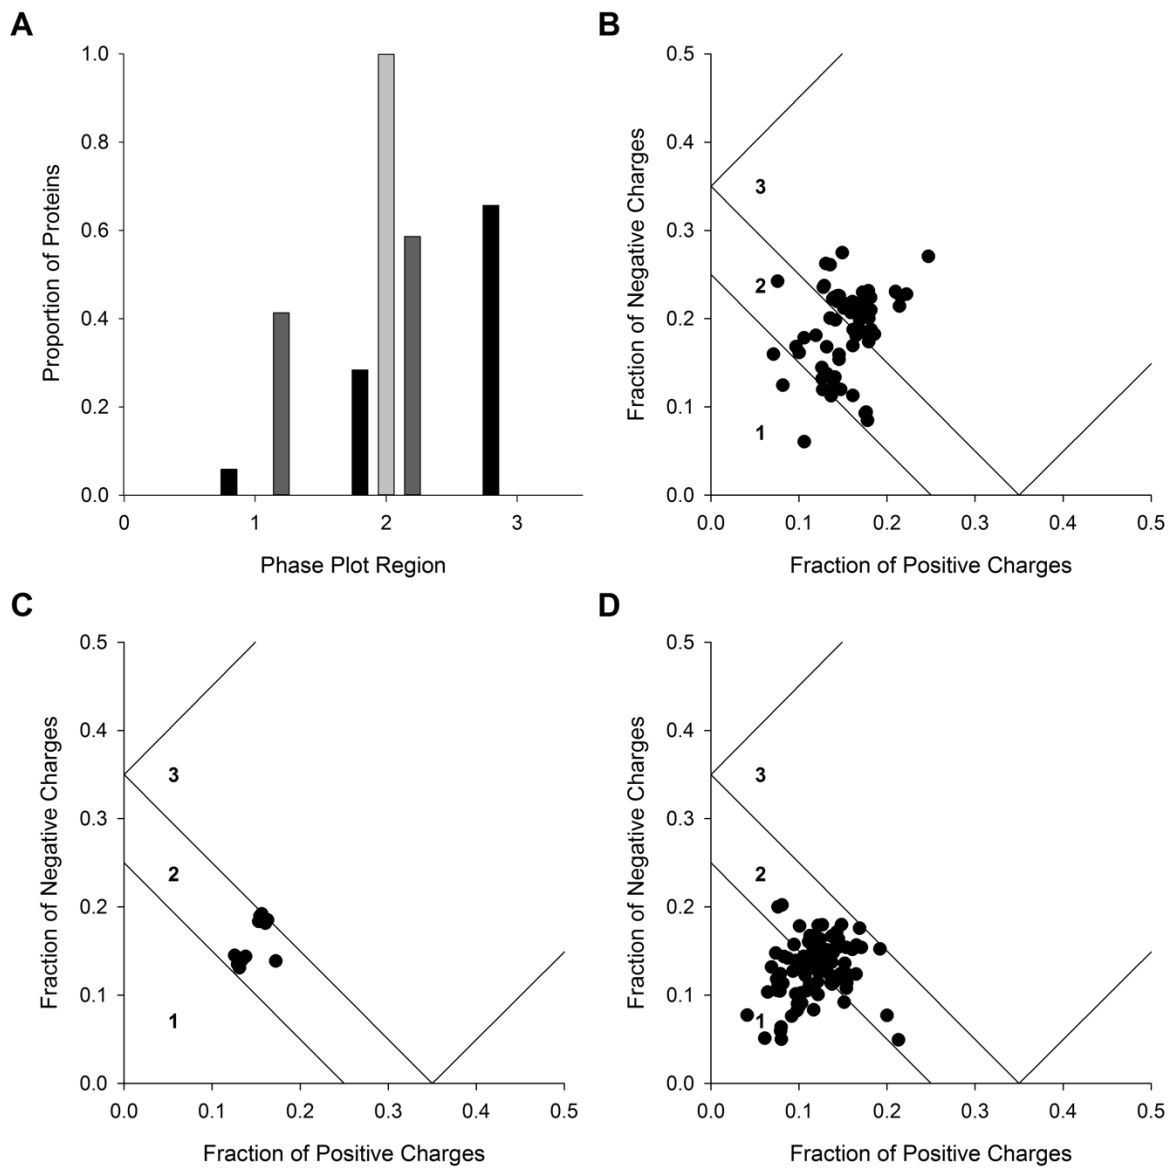 A
1.0
0.8
0.6
0.4
0.2
0.0
Proportion of Proteins
0 1 2 3
Phase Plot Region
B
0.5
0.4
0.3
0.2
0.1
0.0
Fraction of Negative Charges
3
2
1
0.0 0.1 0.2 0.3 0.4 0.5
Fraction of Positive Charges
C
0.5
0.4
0.3
0.2
0.1
0.0
Fraction of Negative Charges
3
2
1
0.0 0.1 0.2 0.3 0.4 0.5
Fraction of Positive Charges
D
0.5
0.4
0.3
0.2
0.1
0.0
Fraction of Negative Charges
3
2
1
0.0 0.1 0.2 0.3 0.4 0.5
Fraction of Positive Charges